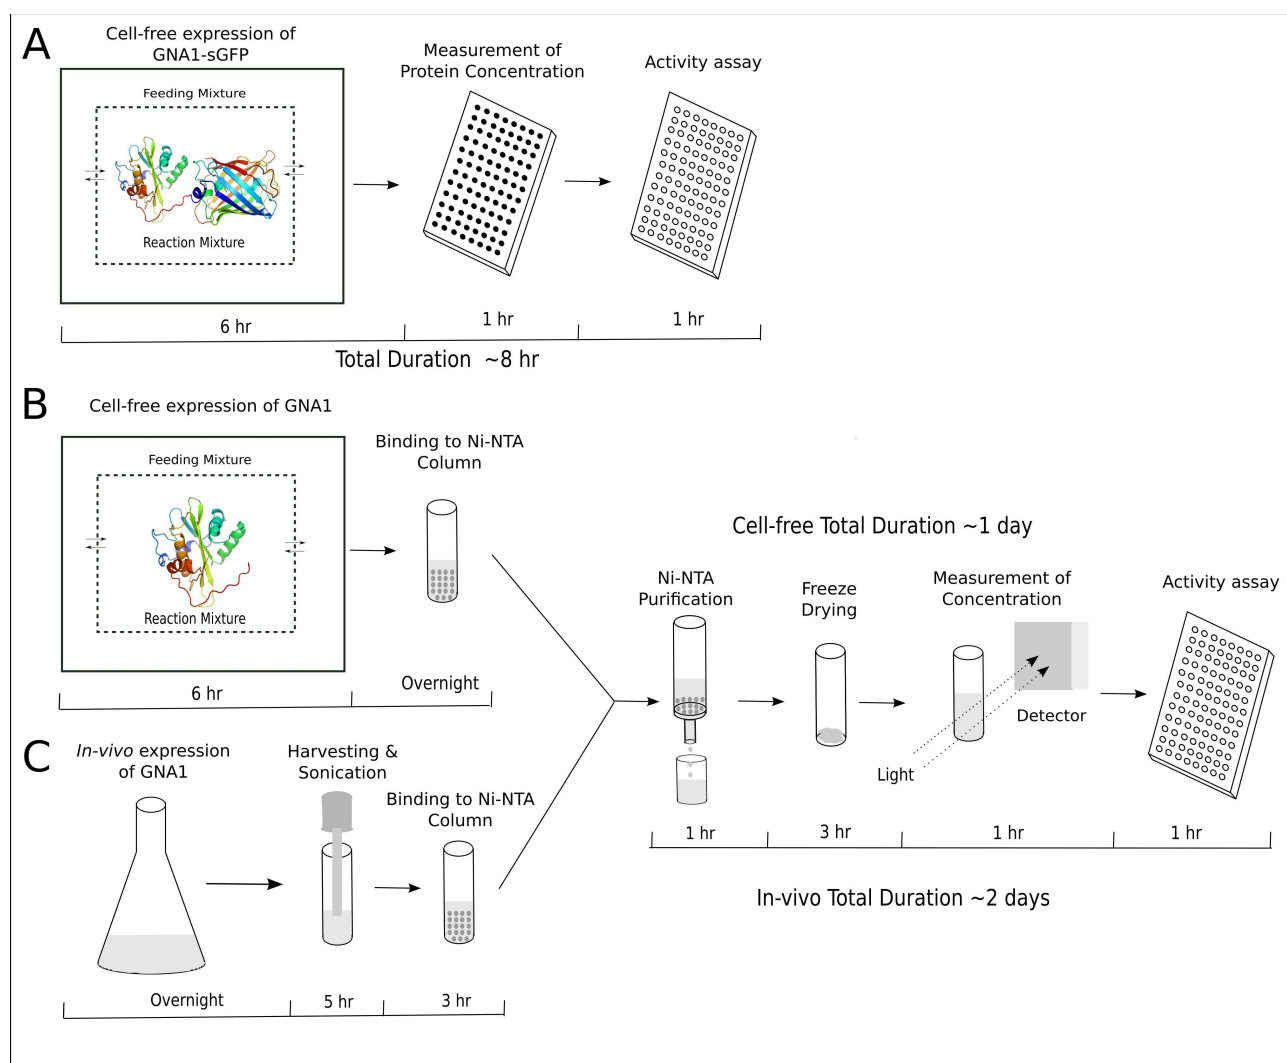 A
Cell-free expression of
GNA1-sGFP
Feeding Mixture
Reaction Mixture
Measurement of
Protein Concentration
Activity assay
6 hr
1 hr
1 hr
Total Duration ~8 hr
B
Cell-free expression of GNA1
Feeding Mixture
Reaction Mixture
Binding to Ni-NTA
Column
6 hr
Overnight
C
In-vivo expression
of GNA1
Harvesting &
Sonication
Binding to Ni-NTA
Column
Overnight
5 hr
3 hr
Cell-free Total Duration ~1 day
Ni-NTA
Purification
Freeze
Drying
Measurement of
Concentration
Light
Detector
Activity assay
1 hr
3 hr
1 hr
1 hr
In-vivo Total Duration ~2 days